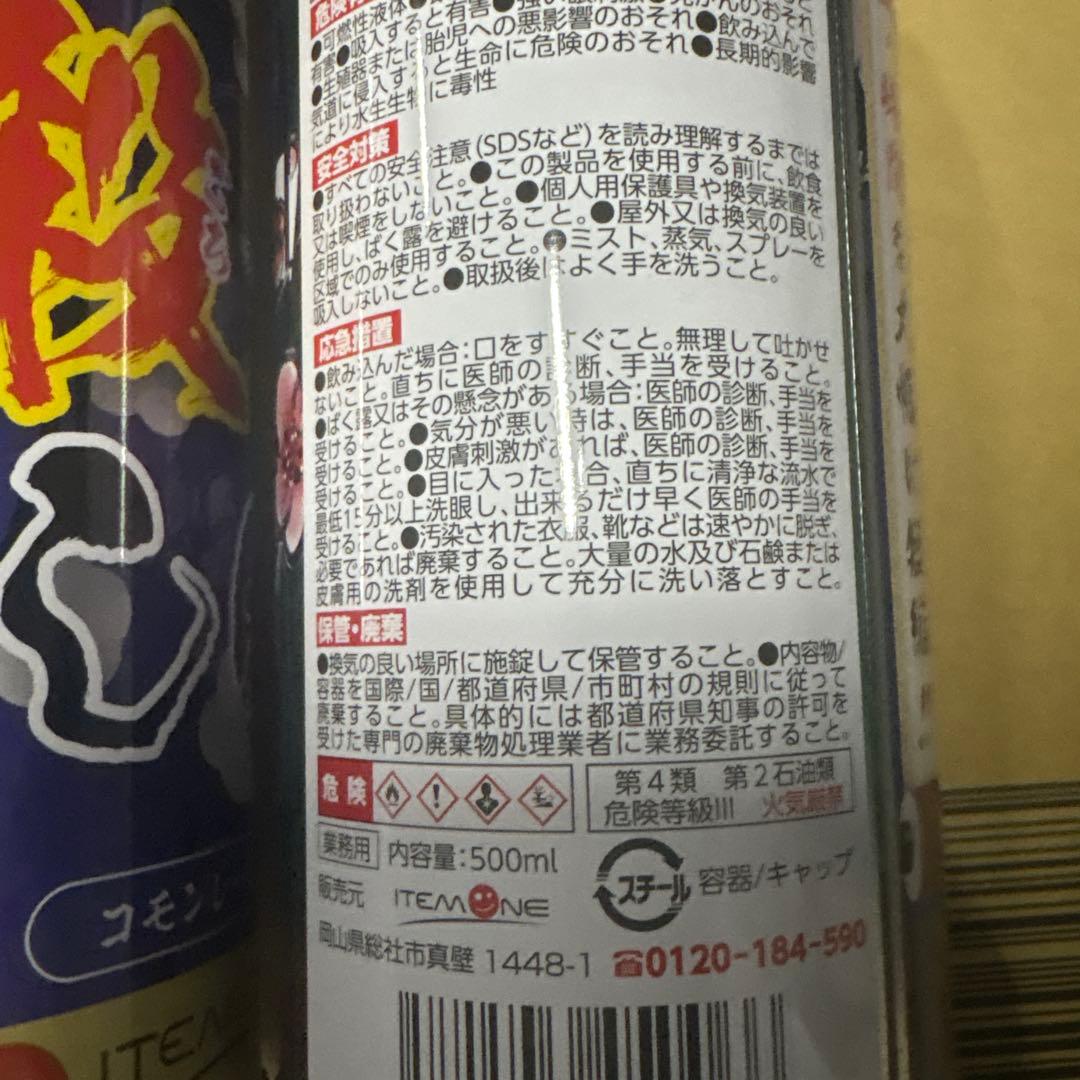 危険
●可燃性液体
有害●吸入すると有害●強い
●生殖器または胎児への悪影響のおそれ●飲み込んで
気道に侵入すると生命に危険のおそれ●長期的影響
により水生生物に毒性
安全対策
●すべての安全注意(SDSなど)を読み理解するまでは
取り扱わないこと。●この製品を使用する前に、飲食
又は喫煙をしないこと。●個人用保護具や換気装置を
使用し、ばく露を避けること。●屋外又は換気の良い
区域でのみ使用すること。●ミスト、蒸気、スプレーを
吸入しないこと。●取扱後はよく手を洗うこと。
応急措置
●飲み込んだ場合:口をすすぐこと。無理して吐かせ
ないこと。直ちに医師の診断、手当を受けること。
●ばく露又はその懸念がある場合:医師の診断、手当を
受けること。●気分が悪い時は、医師の診断、手当を
受けること。●皮膚刺激があれば、医師の診断、手当を
受けること。●目に入った場合、直ちに清浄な流水で
最低15分以上洗眼し、出来るだけ早く医師の手当を
受けること。●汚染された衣服、靴などは速やかに脱ぎ、
必要であれば廃棄すること。大量の水及び石鹸または
皮膚用の洗剤を使用して充分に洗い落とすこと。
保管・廃棄
●換気の良い場所に施錠して保管すること。●内容物/
容器を国際/国/都道府県/市町村の規則に従って
廃棄すること。具体的には都道府県知事の許可を
受けた専門の廃棄物処理業者に業務委託すること。
危険
第4類 第2石油類
危険等級III 火気厳禁
業務用 内容量:500ml
スチール 容器/キャップ
販売元 ITEMONE
岡山県総社市真壁 1448-1 ☎0120-184-590
コモン
ITEM